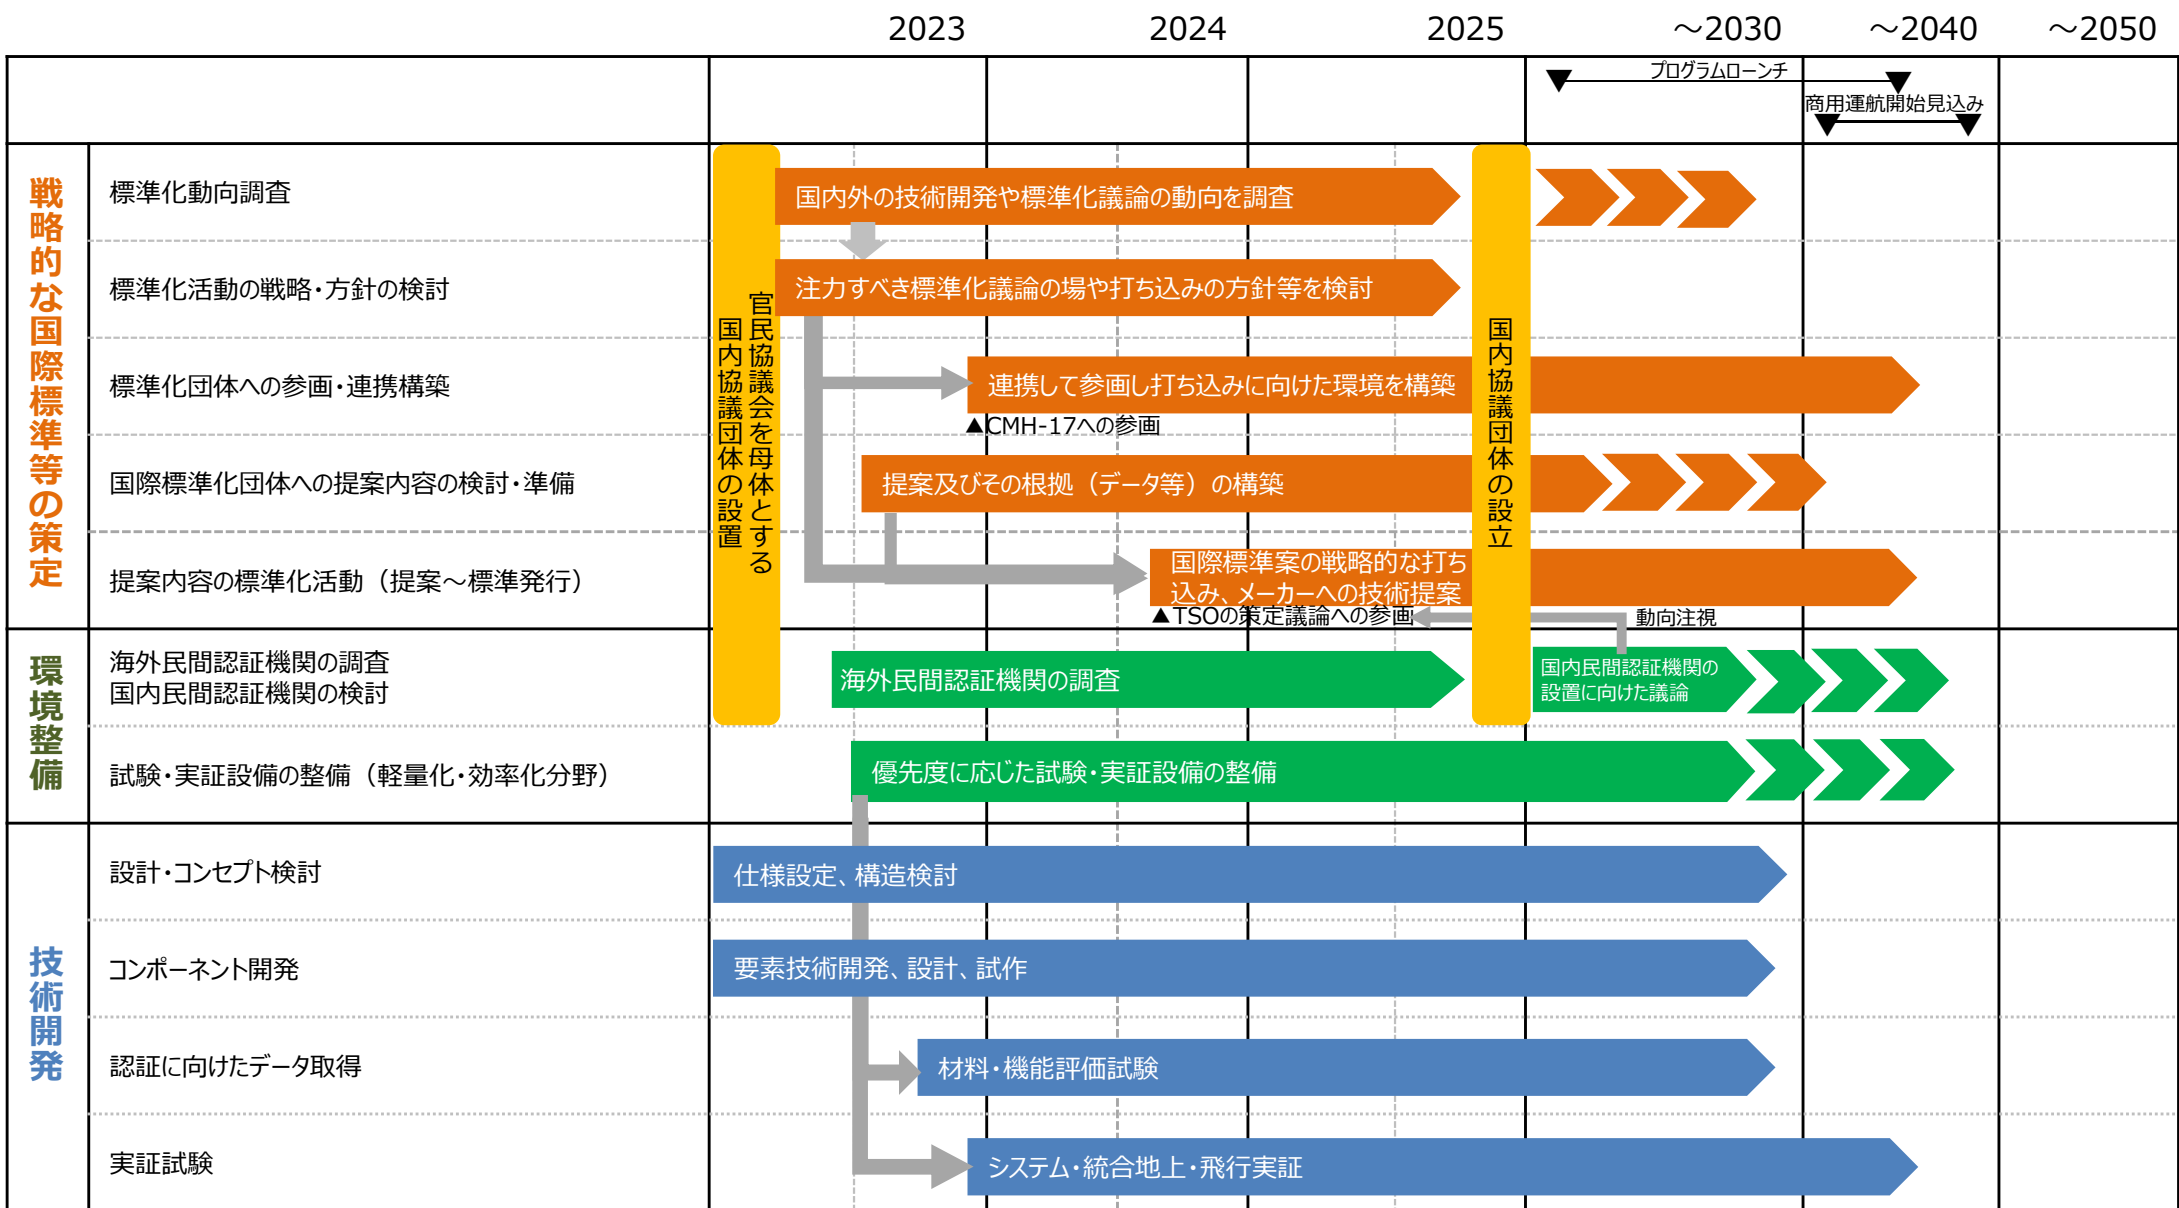 2023 2024 2025 ～2030 ～2040 ～2050
プログラムローンチ
商用運航開始見込み
戦略的な国際標準等の策定
標準化動向調査
国内外の技術開発や標準化議論の動向を調査
標準化活動の戦略・方針の検討
注力すべき標準化議論の場や打ち込みの方針等を検討
官民協議会を母体とする
国内協議団体の設置
国内協議団体の設立
標準化団体への参画・連携構築
連携して参画し打ち込みに向けた環境を構築
▲CMH-17への参画
国際標準化団体への提案内容の検討・準備
提案及びその根拠（データ等）の構築
提案内容の標準化活動（提案～標準発行）
国際標準案の戦略的な打ち
込み、メーカーへの技術提案
▲TSOの策定議論への参画
動向注視
環境整備
海外民間認証機関の調査
国内民間認証機関の検討
海外民間認証機関の調査
国内民間認証機関の
設置に向けた議論
試験・実証設備の整備（軽量化・効率化分野）
優先度に応じた試験・実証設備の整備
技術開発
設計・コンセプト検討
仕様設定、構造検討
コンポーネント開発
要素技術開発、設計、試作
認証に向けたデータ取得
材料・機能評価試験
実証試験
システム・統合地上・飛行実証